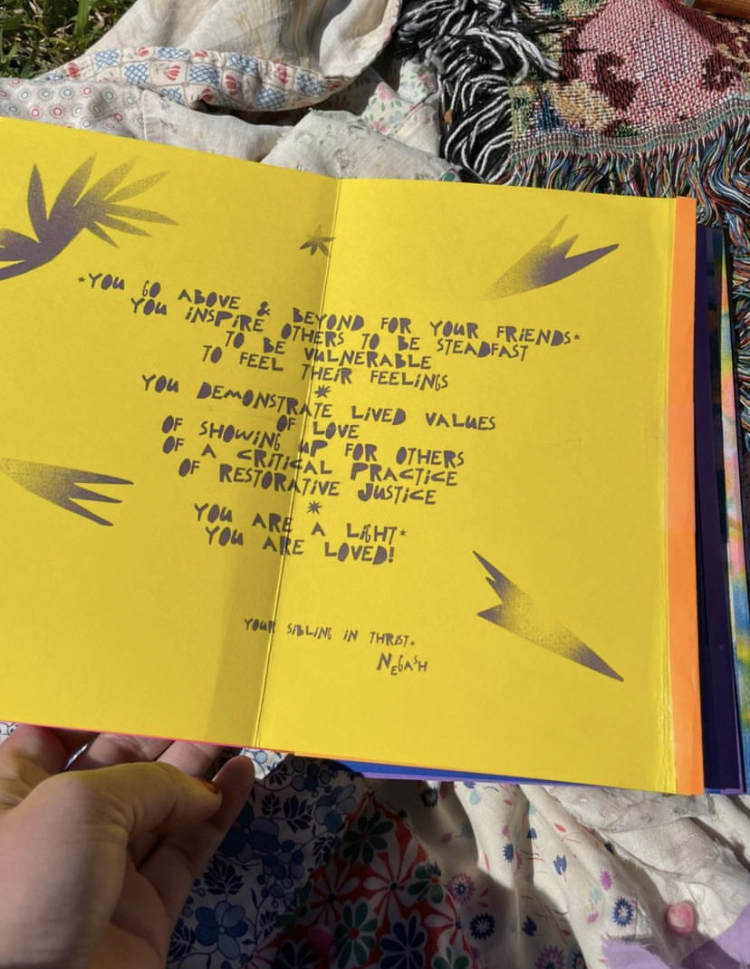 *YOU GO ABOVE & BEYOND FOR YOUR FRIENDS*
YOU INSPIRE OTHERS TO BE STEADFAST
TO BE VULNERABLE
TO FEEL THEIR FEELINGS
*
YOU DEMONSTRATE LIVED VALUES
OF LOVE
OF SHOWING UP FOR OTHERS
OF A CRITICAL PRACTICE
OF RESTORATIVE JUSTICE
*
YOU ARE A LIGHT*
YOU ARE LOVED!
YOUR SIBLING IN THRIST.
NEGASH